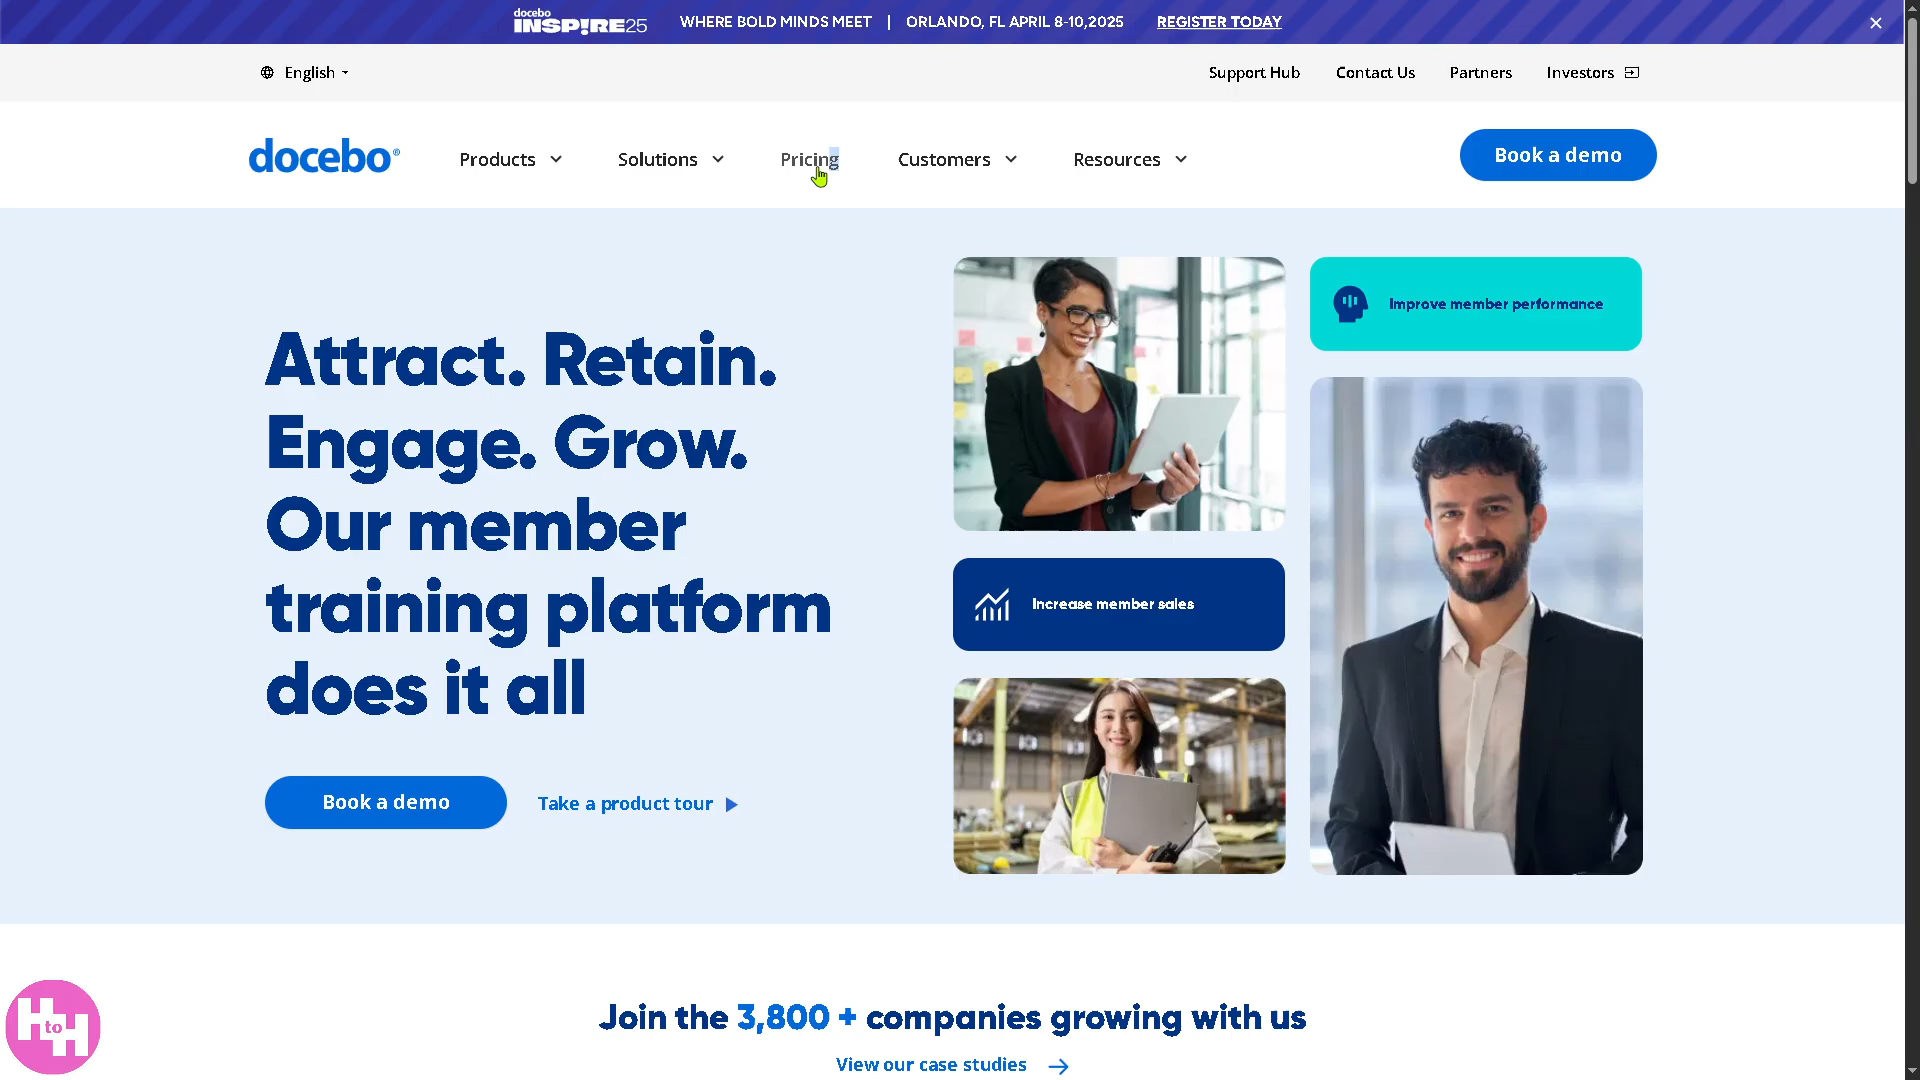 docebo
INSP!RE25
WHERE BOLD MINDS MEET | ORLANDO, FL APRIL 8-10,2025
REGISTER TODAY
English
Support Hub
Contact Us
Partners
Investors
docebo®
Products
Solutions
Pricing
Customers
Resources
Book a demo
Attract. Retain.
Engage. Grow.
Our member
training platform
does it all
Book a demo
Take a product tour
Improve member performance
Increase member sales
Join the 3,800 + companies growing with us
View our case studies
H to H